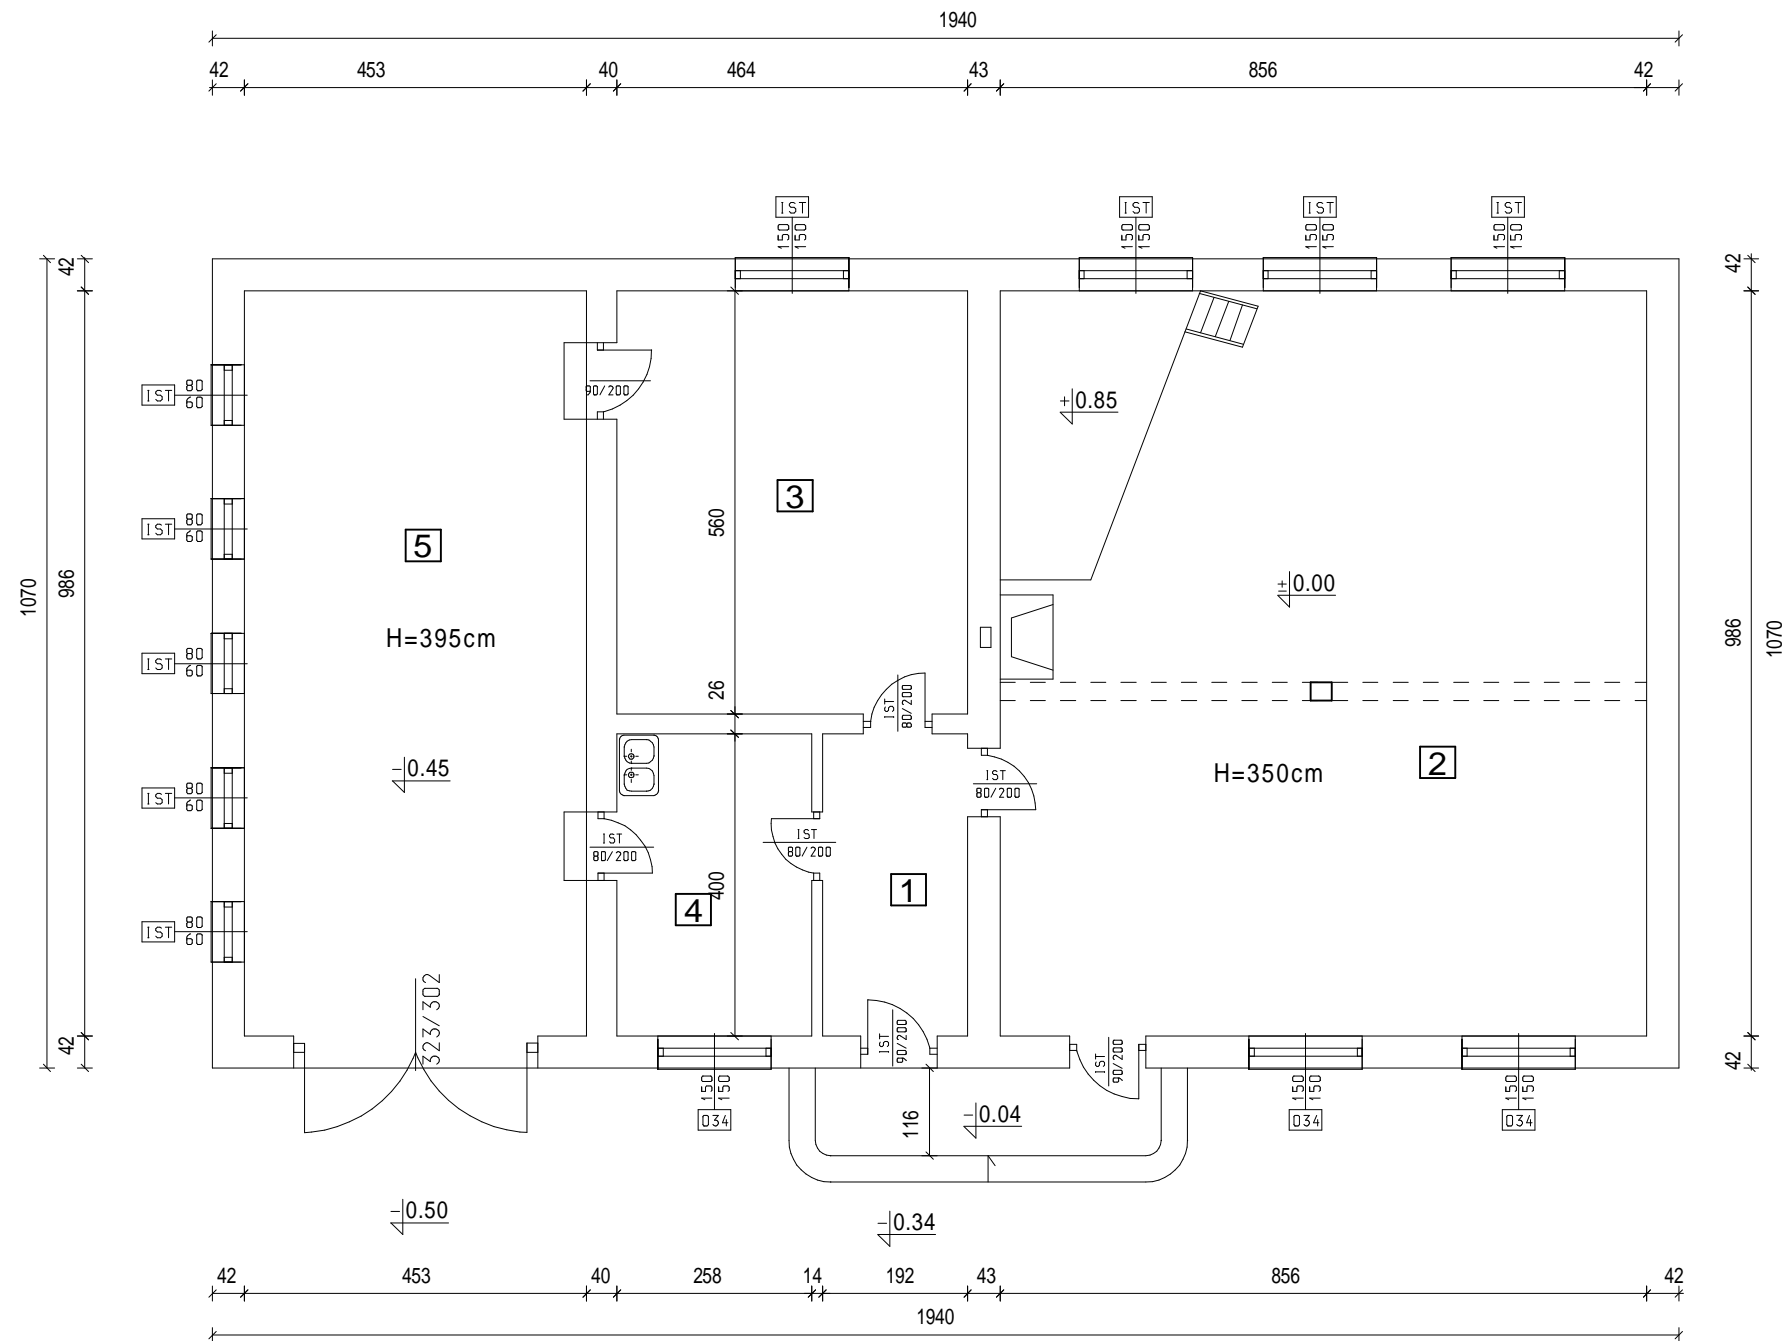 1940
42 453 40 464 43 856 42
IST IST IST IST
150 150 150 150
150 150 150 150
42 42
90/200
IST 80
60
+0.85
3
560
IST 80
60
5
±0.00
1070 986
H=395cm
986 1070
IST 80
60
26
IST
80/200
-0.45
H=350cm
2
IST
80/200
IST 80
60
IST
80/200
IST
80/200
400
1
4
IST 80
60
323/302
IST
90/200
IST
90/200
42 42
150 150 150
150 150 150
034 034 034
116
-0.04
-0.50
-0.34
42 453 40 258 14 192 43 856 42
1940